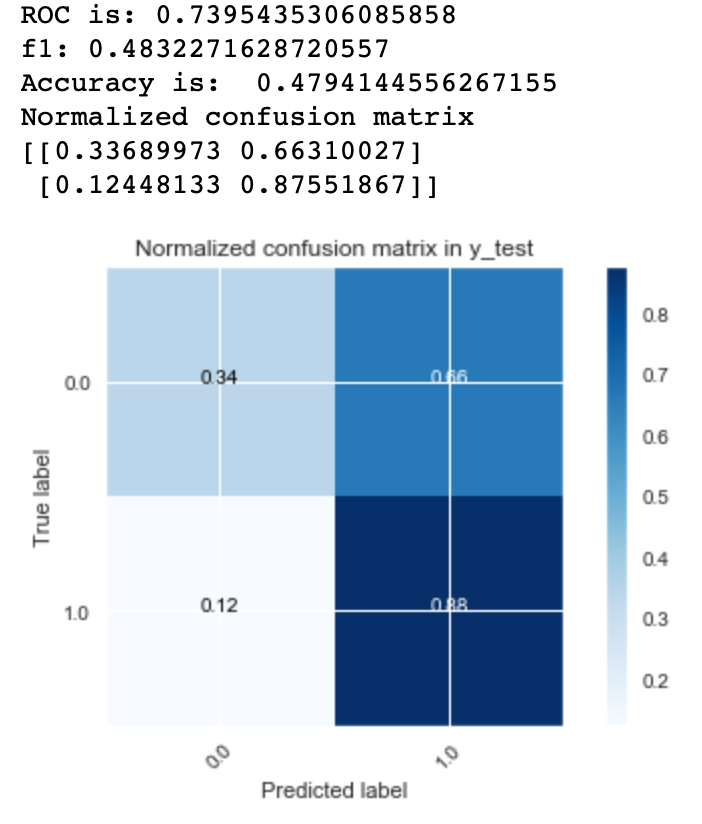 ROC is: 0.7395435306085858
f1: 0.4832271628720557
Accuracy is:  0.4794144556267155
Normalized confusion matrix
[[0.33689973 0.66310027]
 [0.12448133 0.87551867]]
Normalized confusion matrix in y_test
0.8
0.7
0.6
0.5
0.4
0.3
0.2
True label
0.0
1.0
0.34
0.66
0.12
0.88
0.0
1.0
Predicted label